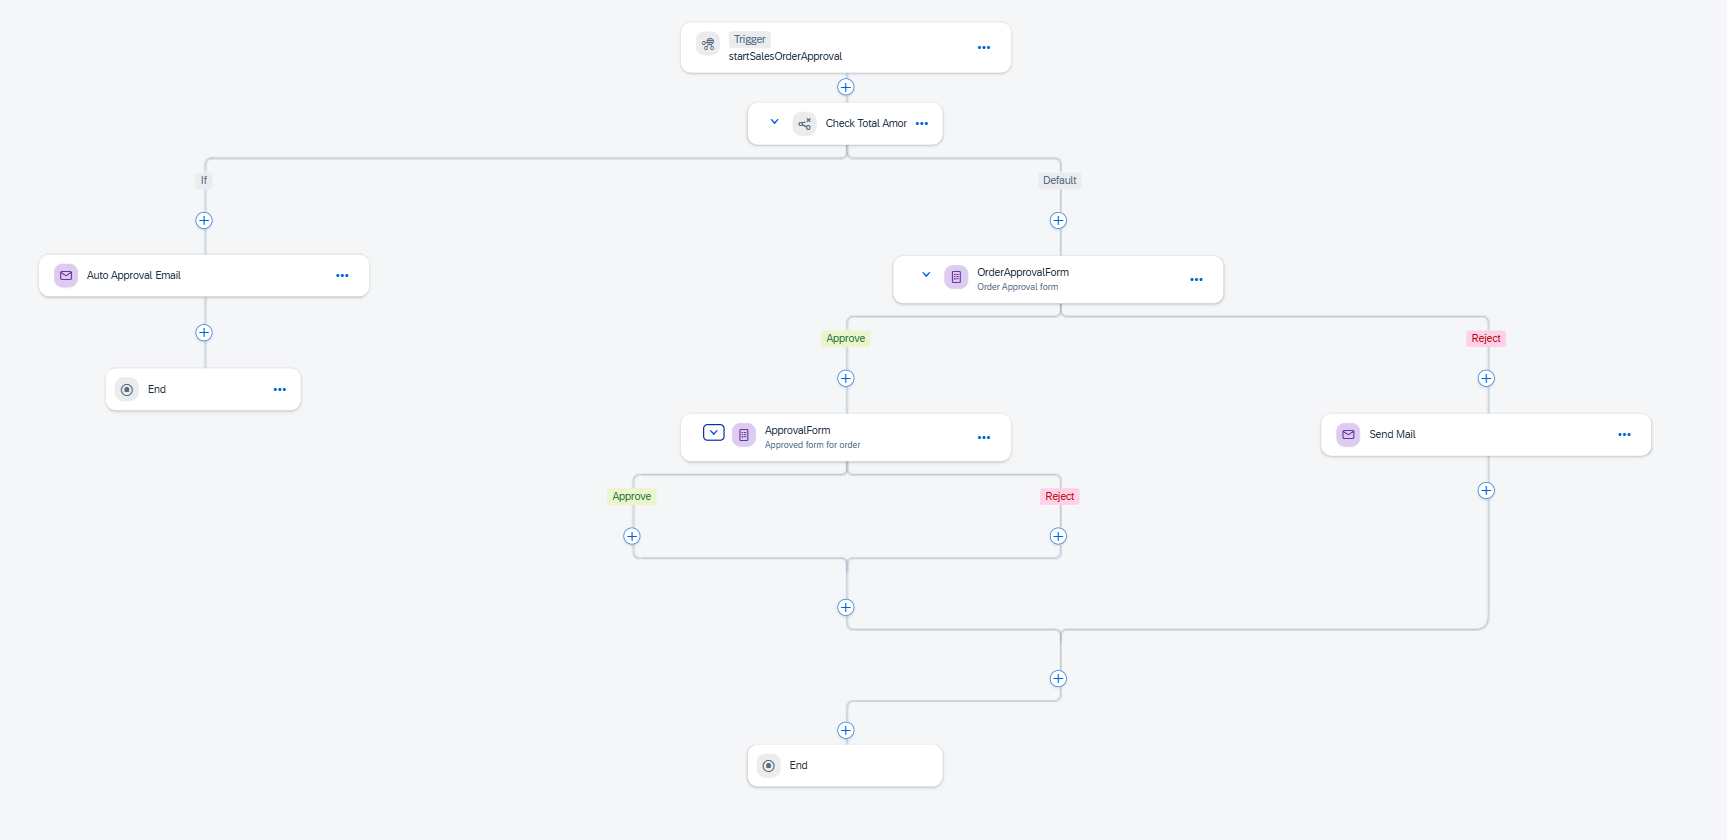 Trigger
startSalesOrderApproval
Check Total Amor
If
Default
Auto Approval Email
OrderApprovalForm
Order Approval form
Approve
Reject
End
ApprovalForm
Approved form for order
Send Mail
Approve
Reject
End